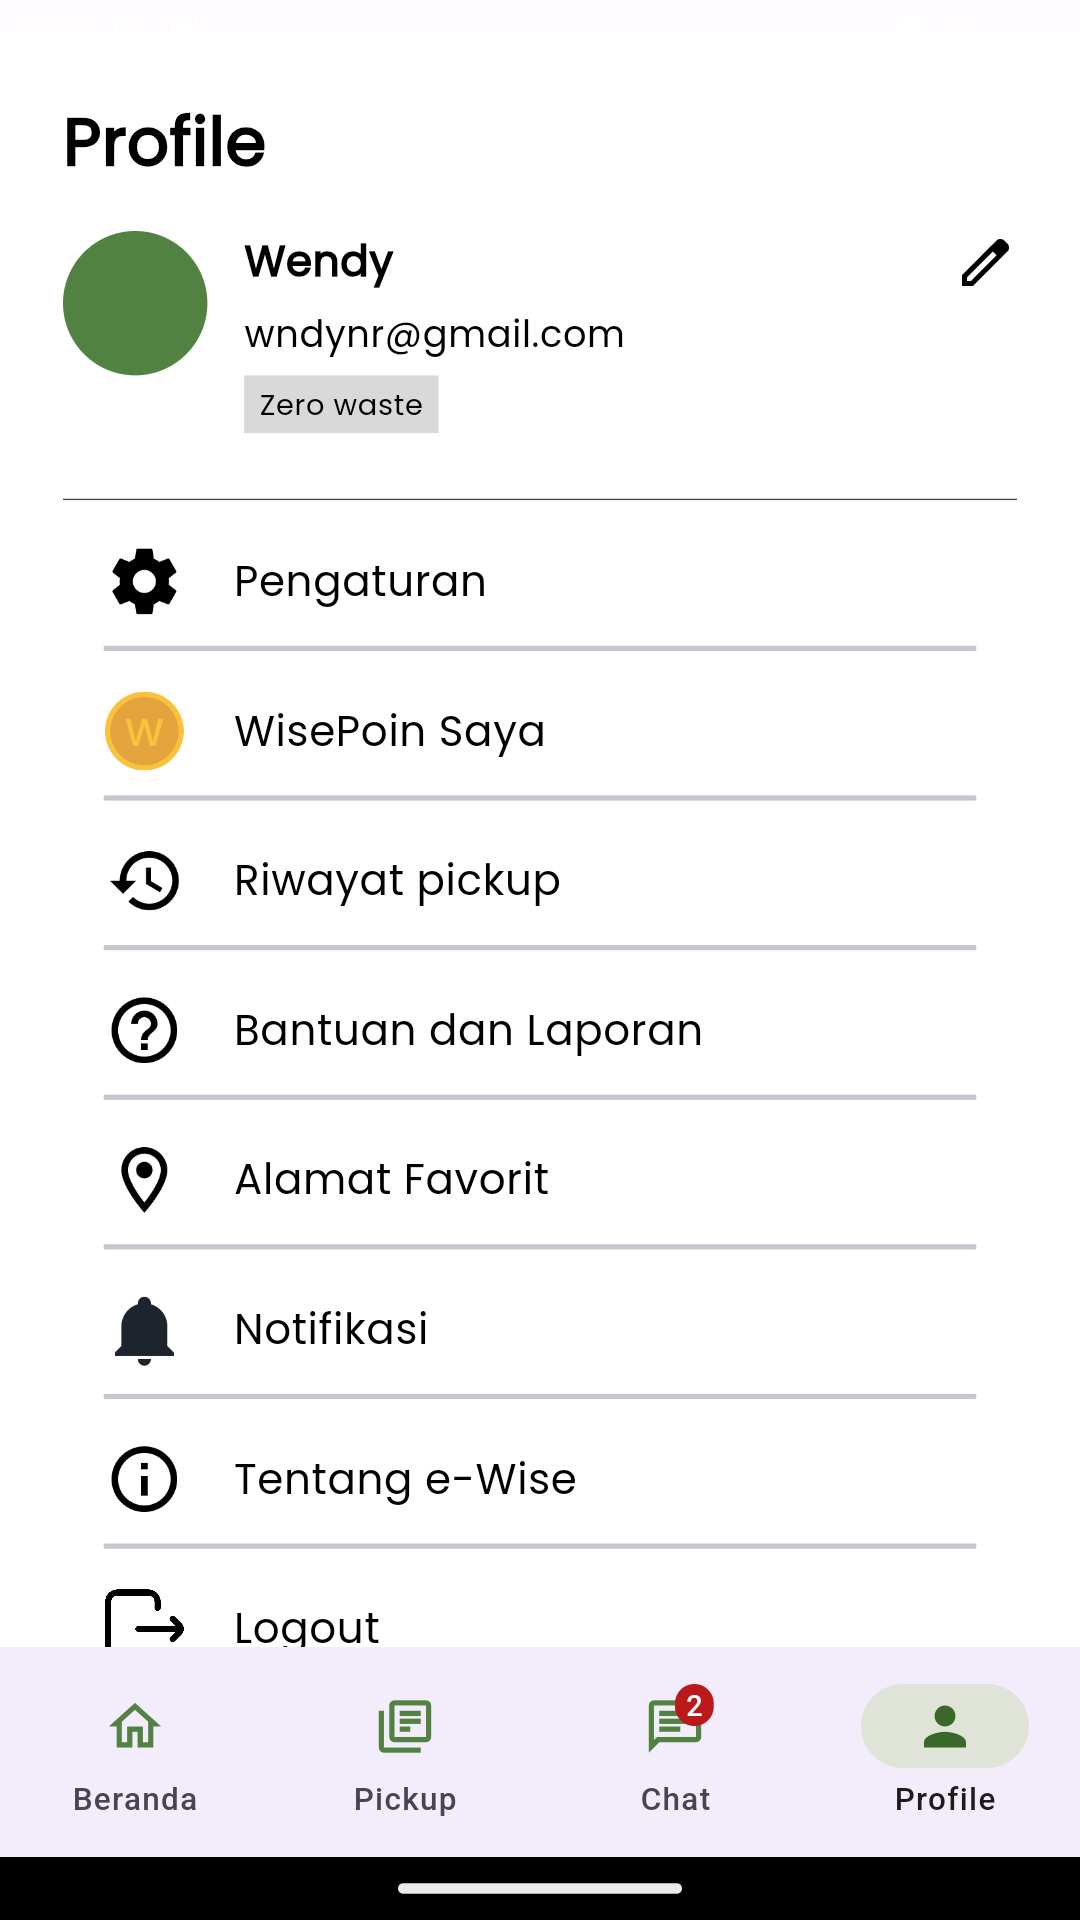 Profile
Wendy
wndynr@gmail.com
Zero waste
Pengaturan
W
WisePoin Saya
Riwayat pickup
Bantuan dan Laporan
Alamat Favorit
Notifikasi
Tentang e-Wise
Logout
2
Beranda
Pickup
Chat
Profile